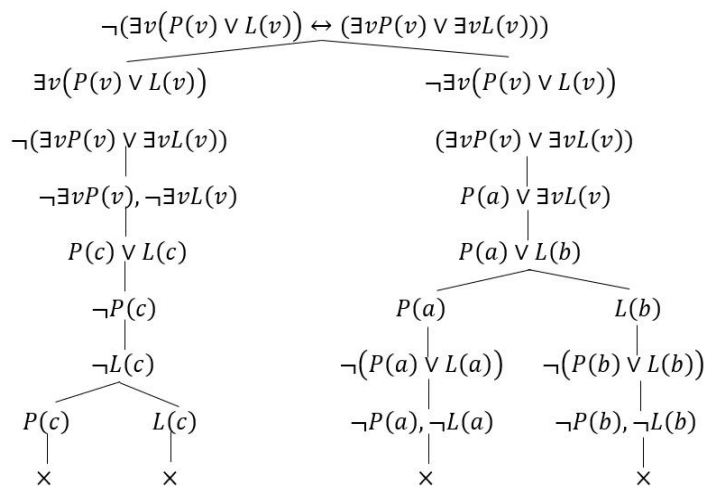 ¬(∃v(P(v) ∨ L(v)) ↔ (∃vP(v) ∨ ∃vL(v)))
∃v(P(v) ∨ L(v)) ¬∃v(P(v) ∨ L(v))
¬(∃vP(v) ∨ ∃vL(v)) (∃vP(v) ∨ ∃vL(v))
¬∃vP(v), ¬∃vL(v) P(a) ∨ ∃vL(v)
P(c) ∨ L(c) P(a) ∨ L(b)
¬P(c) P(a) L(b)
¬L(c) ¬(P(a) ∨ L(a)) ¬(P(b) ∨ L(b))
P(c) L(c) ¬P(a), ¬L(a) ¬P(b), ¬L(b)
× × × ×